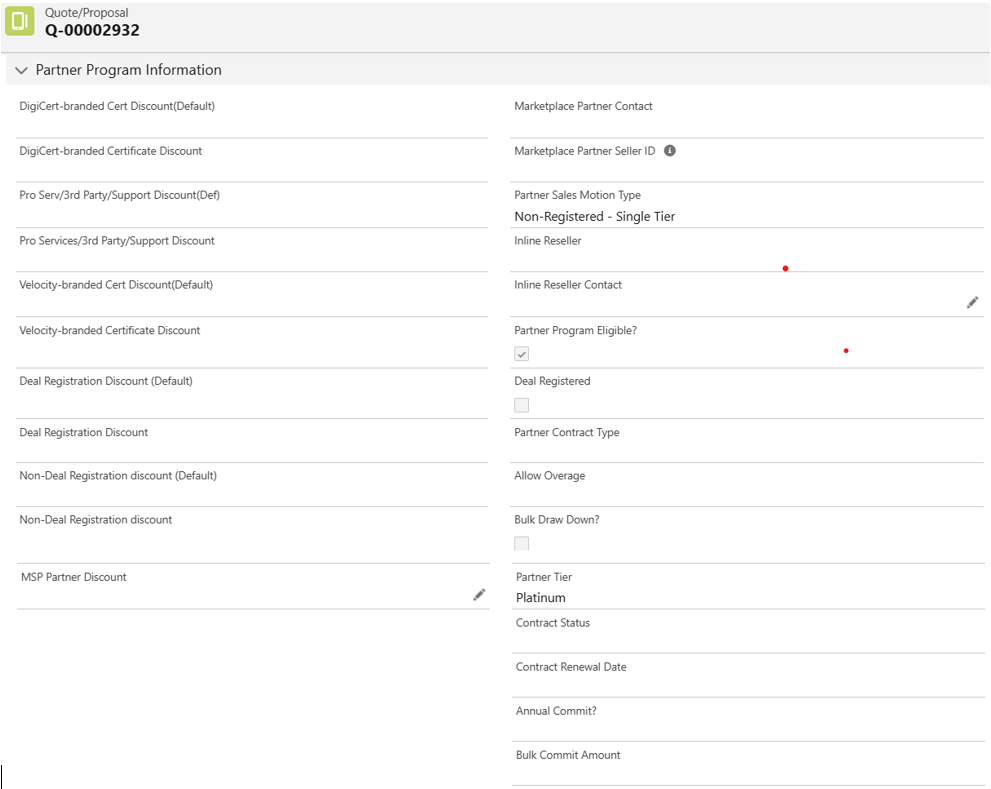 Quote/Proposal
Q-00002932
Partner Program Information
DigiCert-branded Cert Discount(Default)
DigiCert-branded Certificate Discount
Pro Serv/3rd Party/Support Discount(Def)
Pro Services/3rd Party/Support Discount
Velocity-branded Cert Discount(Default)
Velocity-branded Certificate Discount
Deal Registration Discount (Default)
Deal Registration Discount
Non-Deal Registration discount (Default)
Non-Deal Registration discount
MSP Partner Discount
Marketplace Partner Contact
Marketplace Partner Seller ID
Partner Sales Motion Type
Non-Registered - Single Tier
Inline Reseller
Inline Reseller Contact
Partner Program Eligible?
Deal Registered
Partner Contract Type
Allow Overage
Bulk Draw Down?
Partner Tier
Platinum
Contract Status
Contract Renewal Date
Annual Commit?
Bulk Commit Amount